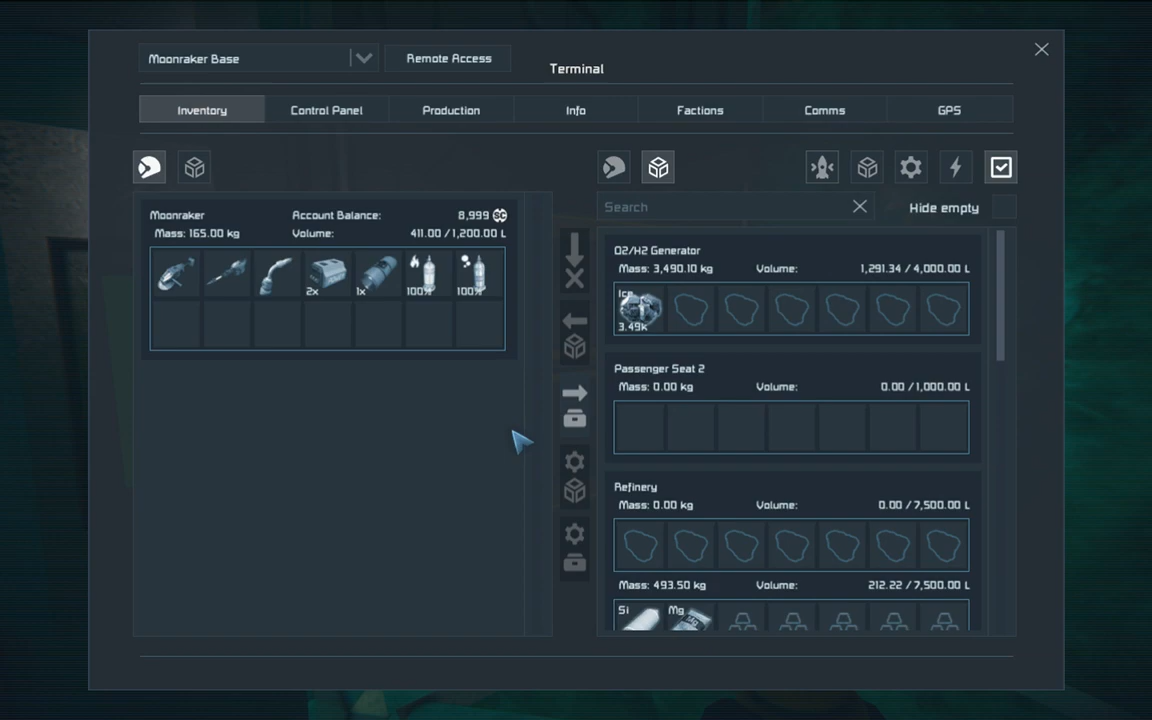 Moonraker Base
Remote Access
Terminal
Inventory
Control Panel
Production
Info
Factions
Comms
GPS
Search
Hide empty
Moonraker
Account Balance:
8,999 SC
Mass: 165.00 kg
Volume:
411.00 / 1,200.00 L
2x
1x
100%
100%
O2/H2 Generator
Mass: 3,490.10 kg
Volume:
1,291.34 / 4,000.00 L
Ice
3.49k
Passenger Seat 2
Mass: 0.00 kg
Volume:
0.00 / 1,000.00 L
Refinery
Mass: 0.00 kg
Volume:
0.00 / 7,500.00 L
Mass: 493.50 kg
Volume:
212.22 / 7,500.00 L
Si
Mg